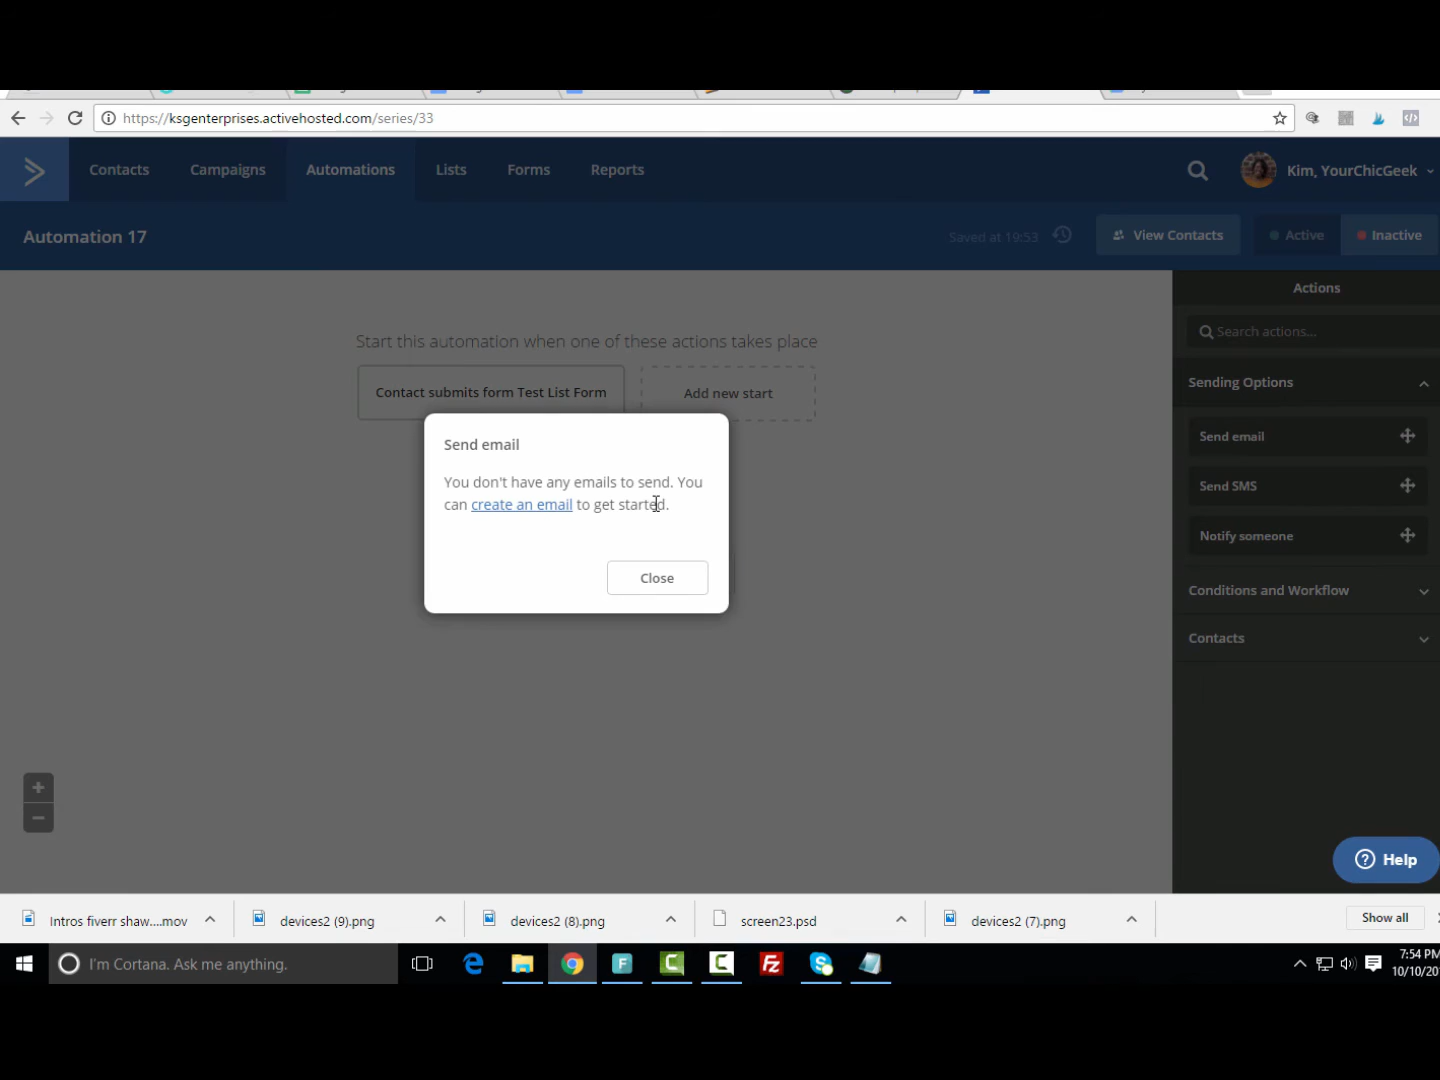 https://ksgenterprises.activehosted.com/series/33
Contacts Campaigns Automations Lists Forms Reports Kim, YourChicGeek
Automation 17 Saved at 19:53 View Contacts Active Inactive
Actions
Search actions...
Start this automation when one of these actions takes place
Contact submits form Test List Form Add new start
Sending Options
Send email
Send SMS
Notify someone
Conditions and Workflow
Contacts
Send email
You don't have any emails to send. You
can create an email to get started.
Close
Help
Intros fiverr shaw....mov devices2 (9).png devices2 (8).png screen23.psd devices2 (7).png Show all
I'm Cortana. Ask me anything.
7:54 PM